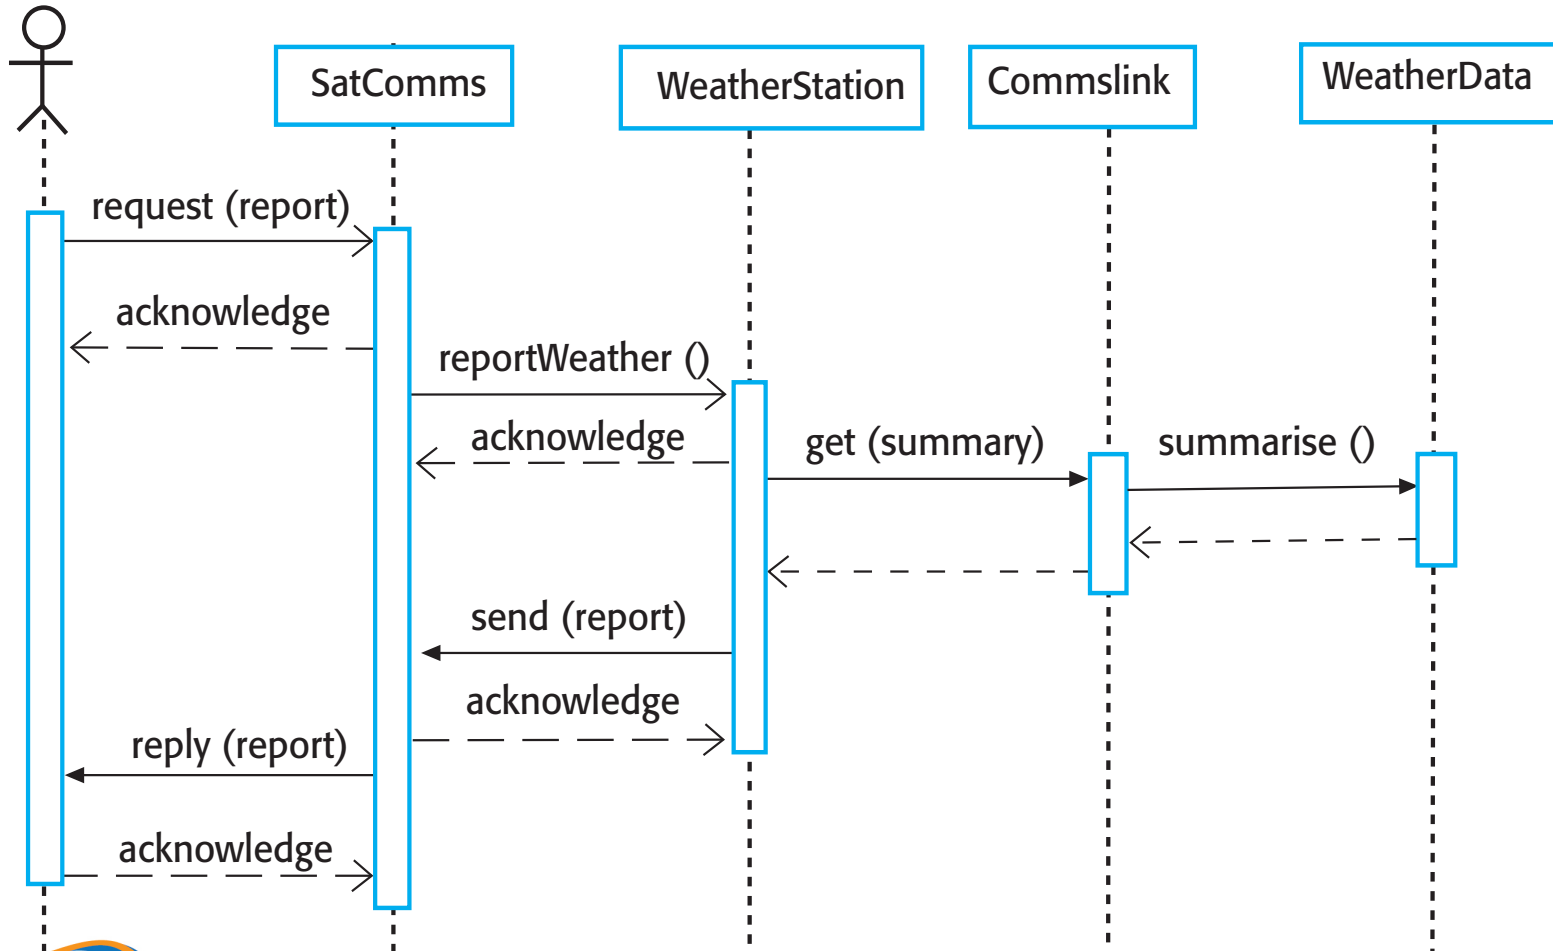 SatComms
WeatherStation
Commslink
WeatherData
request (report)
acknowledge
reportWeather ()
acknowledge
get (summary)
summarise ()
send (report)
acknowledge
reply (report)
acknowledge